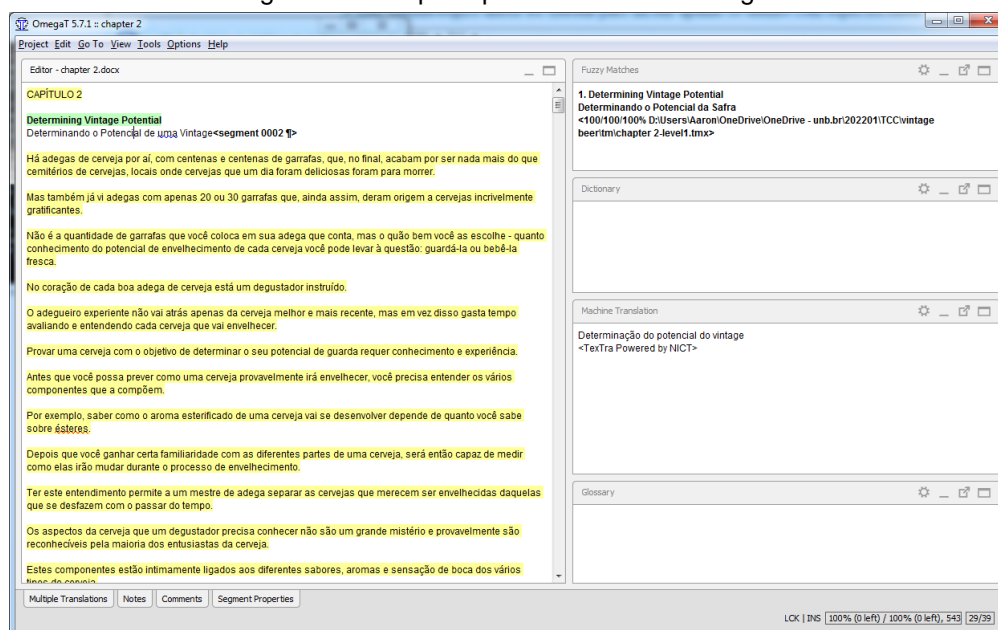 OmegaT 5.7.1 :: chapter 2
Project Edit Go To View Tools Options Help
Editor - chapter 2.docx
CAPÍTULO 2
Determining Vintage Potential
Determinando o Potencial de uma Vintage<segment 0002 ¶>
Há adegas de cerveja por aí, com centenas e centenas de garrafas, que, no final, acabam por ser nada mais do que
cemitérios de cervejas, locais onde cervejas que um dia foram deliciosas foram para morrer.
Mas também já vi adegas com apenas 20 ou 30 garrafas que, ainda assim, deram origem a cervejas incrivelmente
gratificantes.
Não é a quantidade de garrafas que você coloca em sua adega que conta, mas o quão bem você as escolhe - quanto
conhecimento do potencial de envelhecimento de cada cerveja você pode levar à questão: guardá-la ou bebê-la
fresca.
No coração de cada boa adega de cerveja está um degustador instruído.
O adegueiro experiente não vai atrás apenas da cerveja melhor e mais recente, mas em vez disso gasta tempo
avaliando e entendendo cada cerveja que vai envelhecer.
Provar uma cerveja com o objetivo de determinar o seu potencial de guarda requer conhecimento e experiência.
Antes que você possa prever como uma cerveja provavelmente irá envelhecer, você precisa entender os vários
componentes que a compõem.
Por exemplo, saber como o aroma esterificado de uma cerveja vai se desenvolver depende de quanto você sabe
sobre ésteres.
Depois que você ganhar certa familiaridade com as diferentes partes de uma cerveja, será então capaz de medir
como elas irão mudar durante o processo de envelhecimento.
Ter este entendimento permite a um mestre de adega separar as cervejas que merecem ser envelhecidas daquelas
que se desfazem com o passar do tempo.
Os aspectos da cerveja que um degustador precisa conhecer não são um grande mistério e provavelmente são
reconhecíveis pela maioria dos entusiastas da cerveja.
Estes componentes estão intimamente ligados aos diferentes sabores, aromas e sensação de boca dos vários
tipos de cerveja
Fuzzy Matches
1. Determining Vintage Potential
Determinando o Potencial da Safra
<100/100/100% D:\Users\Aaron\OneDrive\OneDrive - unb.br\202201\TCC\vintage
beer\tm\chapter 2-level1.tmx>
Dictionary
Machine Translation
Determinação do potencial do vintage
<TexTra Powered by NICT>
Glossary
Multiple Translations Notes Comments Segment Properties
LCK | INS 100% (0 left) / 100% (0 left), 543 29/39